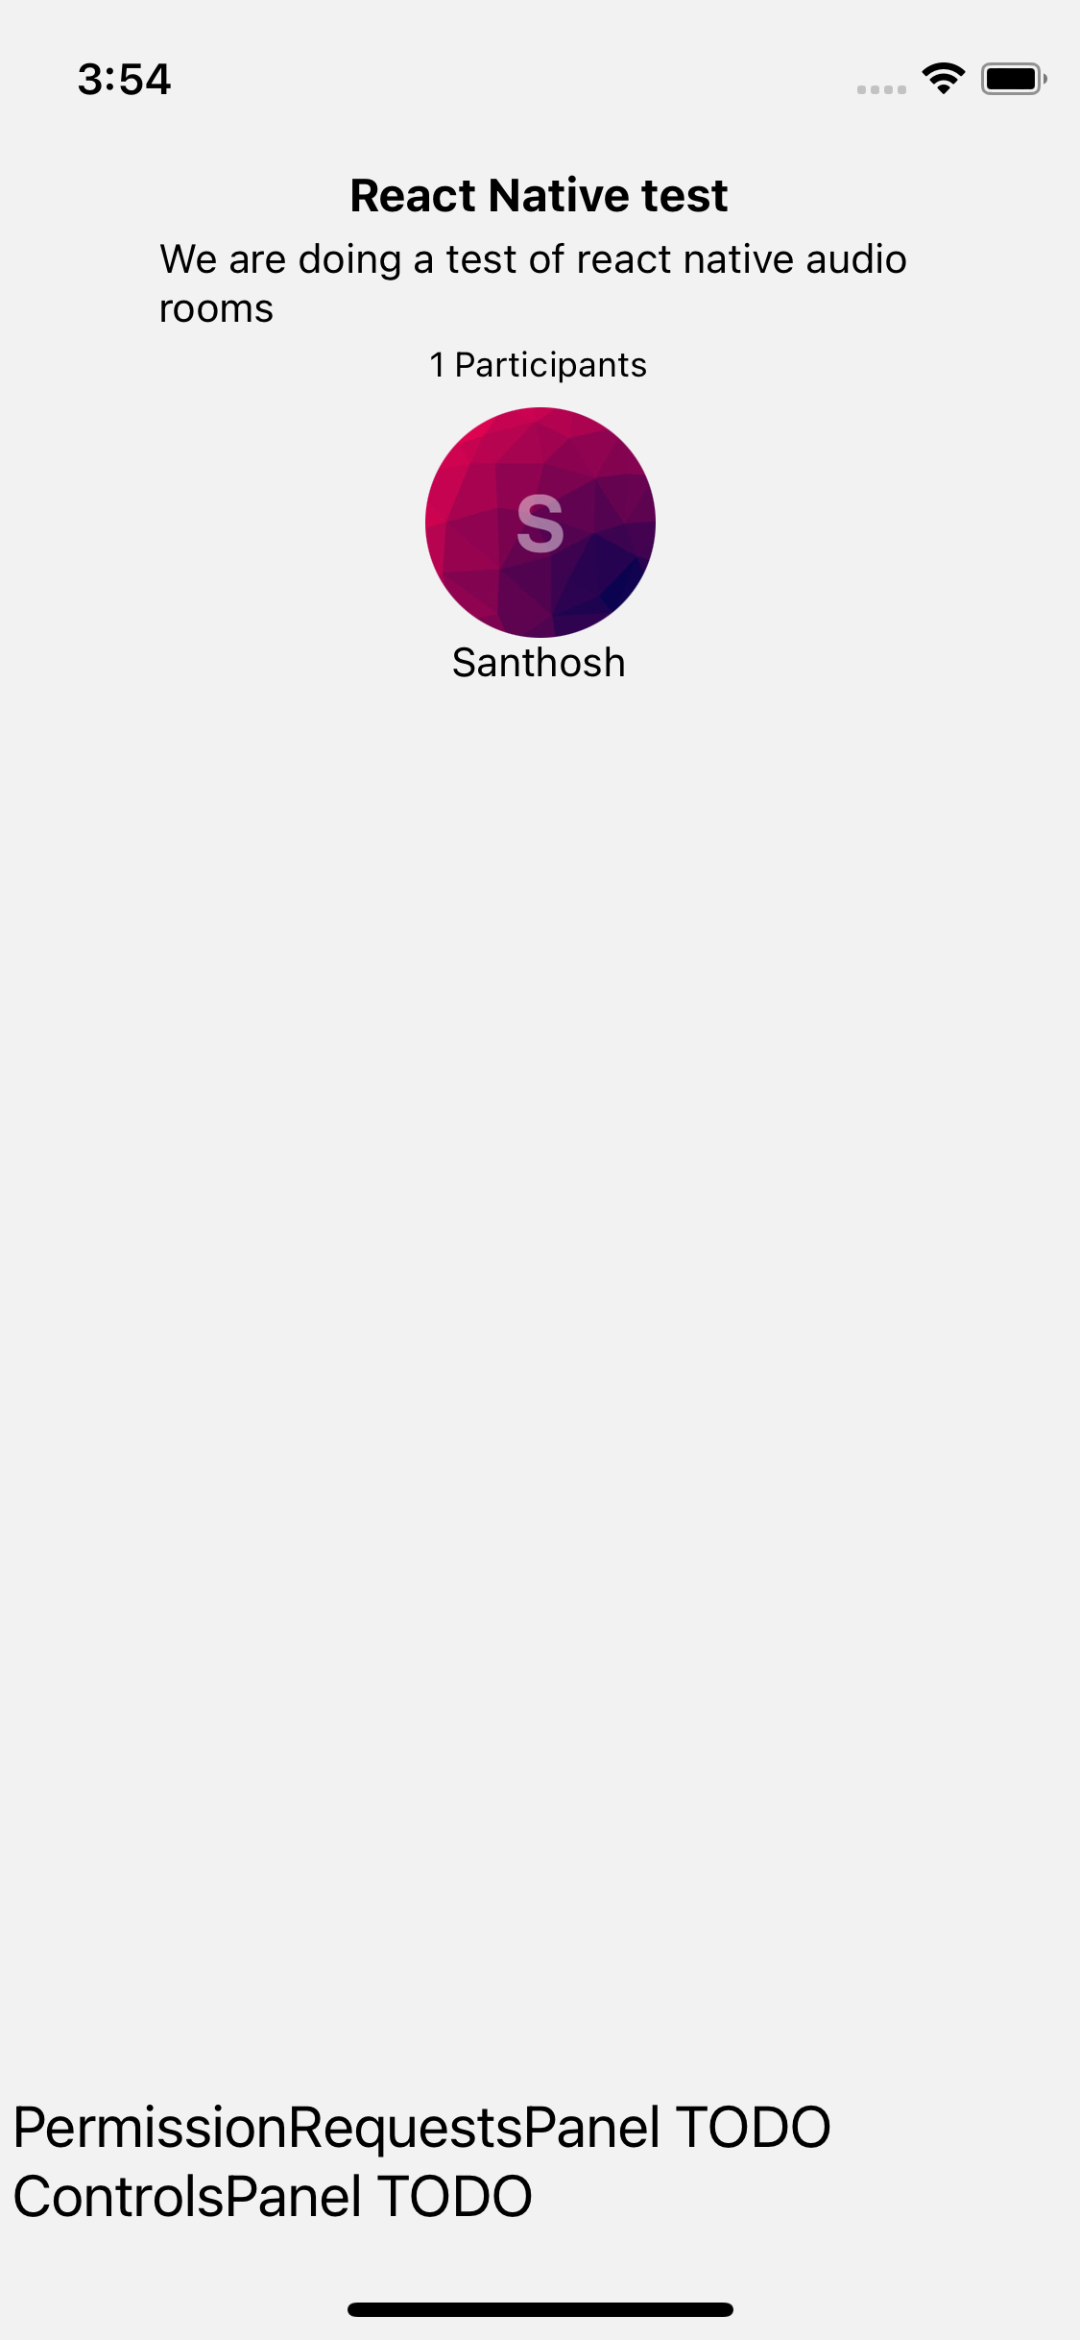 3:54
React Native test
We are doing a test of react native audio
rooms
1 Participants
S
Santhosh
PermissionRequestsPanel TODO
ControlsPanel TODO